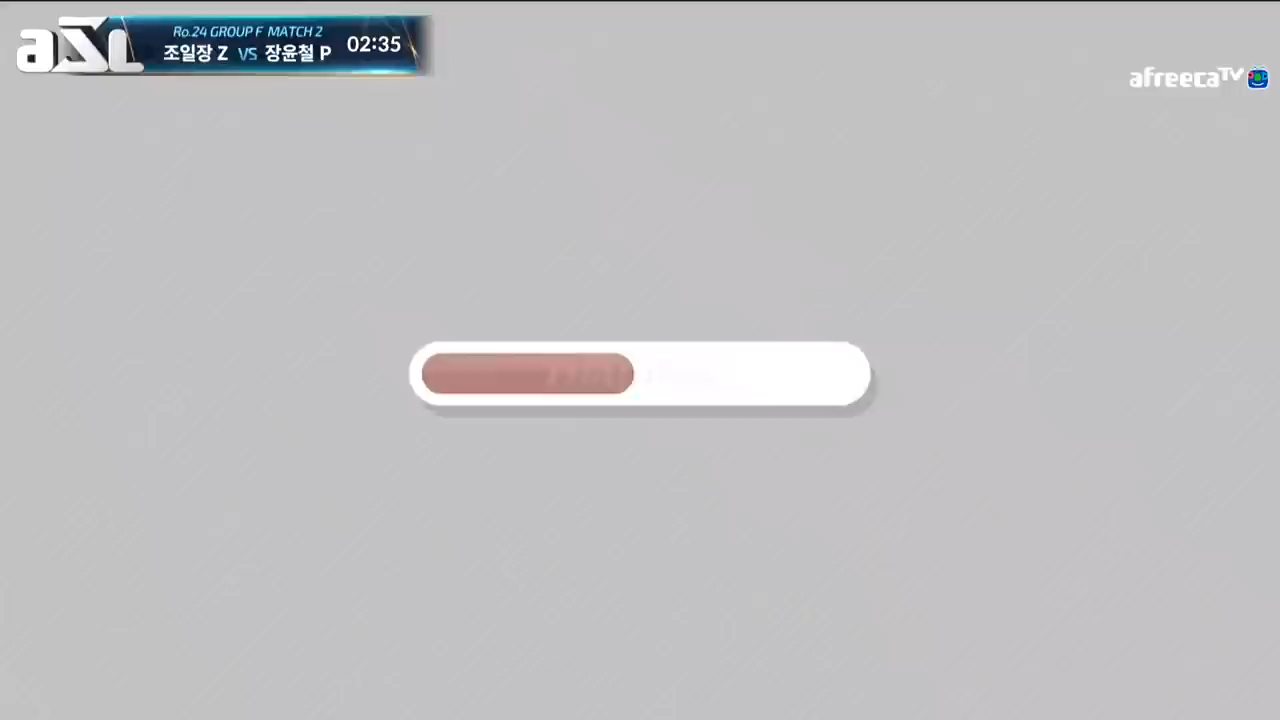 aSL
Ro.24 GROUP F MATCH 2
조일장 Z VS 장윤철 P
02:35
afreecaTV